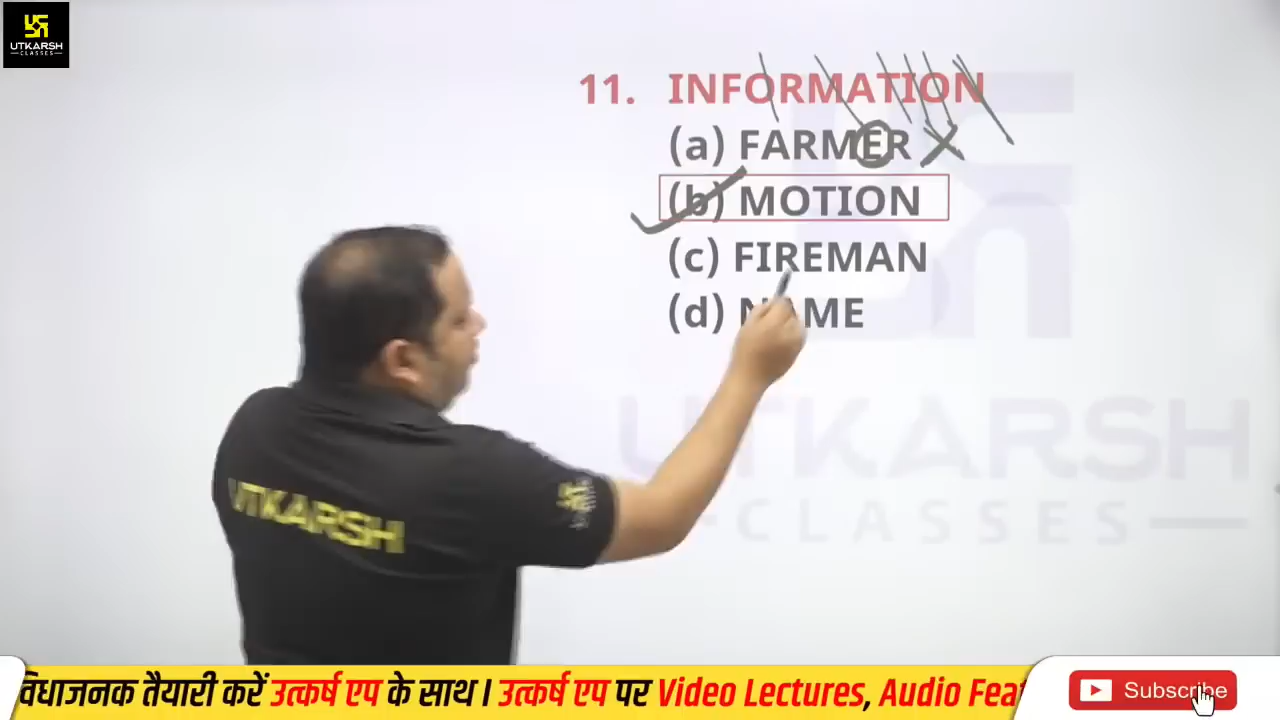 UTKARSH
CLASSES
11. INFORMATION
(a) FARMER
(b) MOTION
(c) FIREMAN
(d) NAME
UTKARSH
CLASSES
UTKARSH
विधाजनक तैयारी करें उत्कर्ष एप के साथ। उत्कर्ष एप पर Video Lectures, Audio Fea
Subscribe